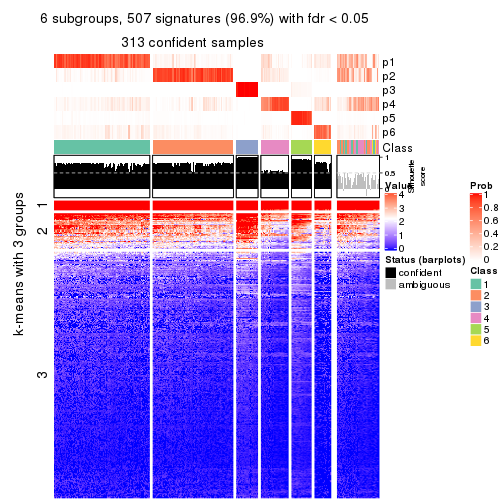 6 subgroups, 507 signatures (96.9%) with fdr < 0.05
313 confident samples
p1
p2
p3
p4
p5
p6
Class
1
0.5
0
Silhouette
score
k-means with 3 groups
1
2
3
Value
4
3
2
1
0
Status (barplots)
confident
ambiguous
Prob
1
0.8
0.6
0.4
0.2
0
Class
1
2
3
4
5
6